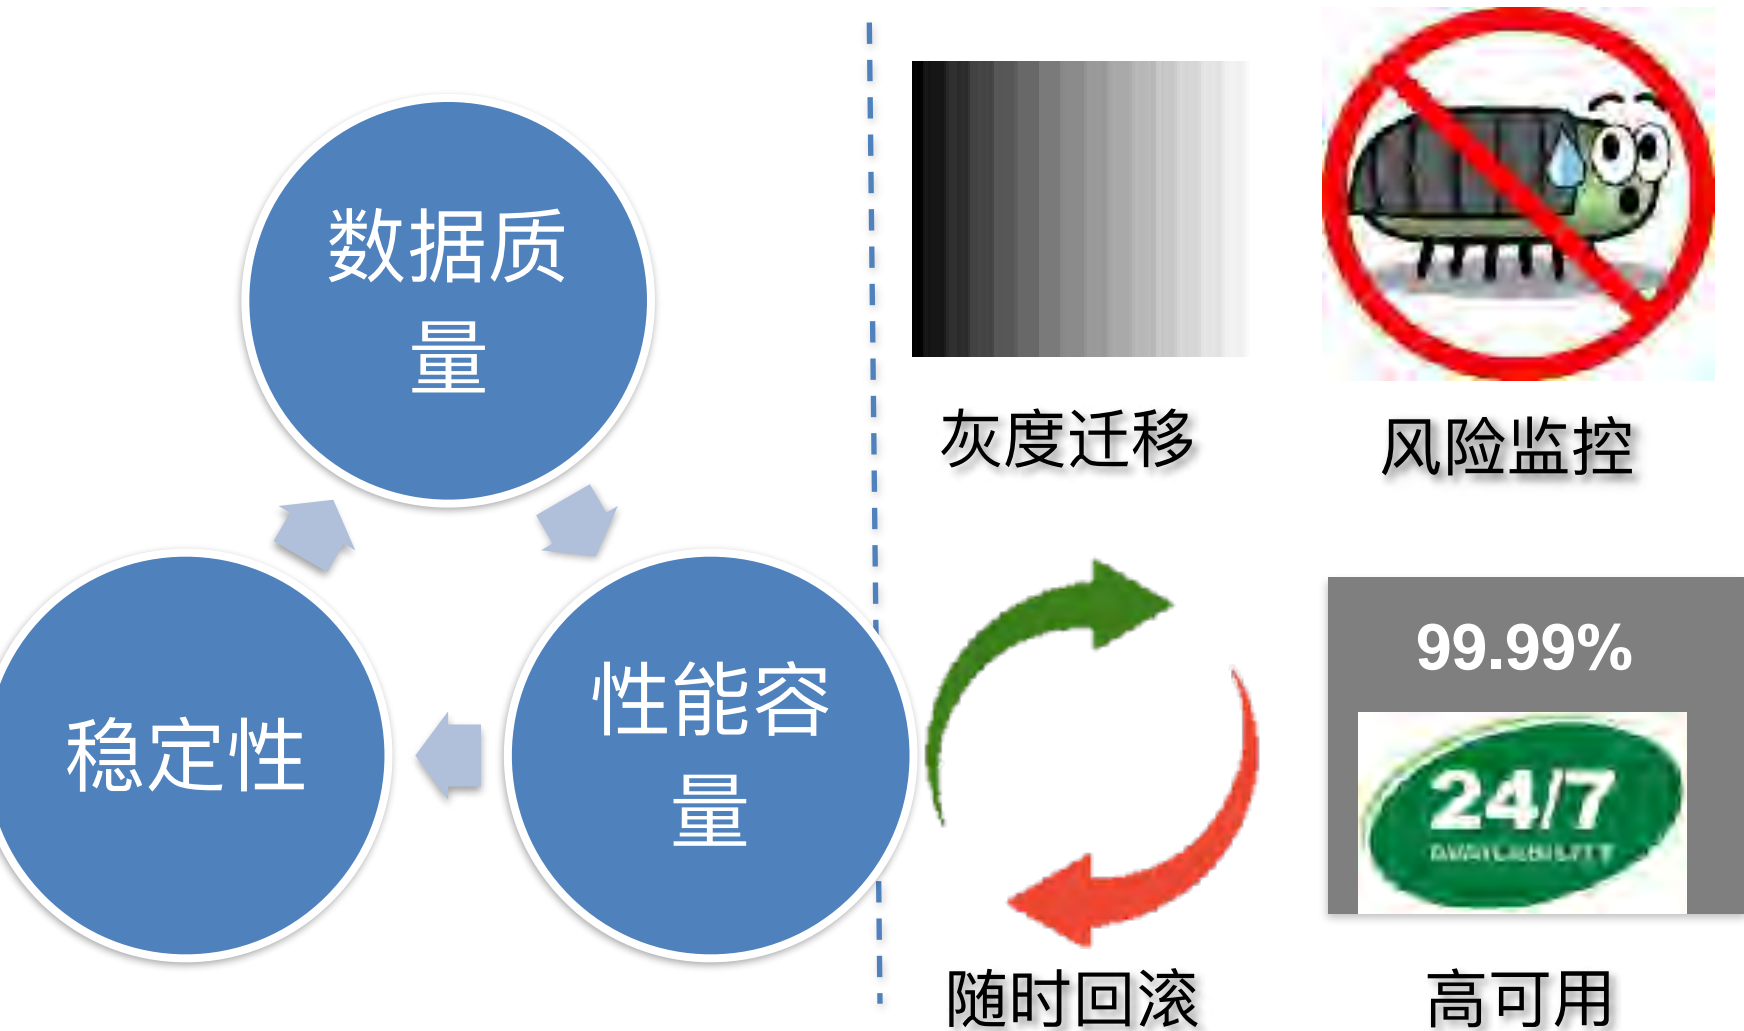 数据质
量
性能容
量
稳定性
灰度迁移
风险监控
随时回滚
99.99%
24/7
AVAILABILITY
高可用